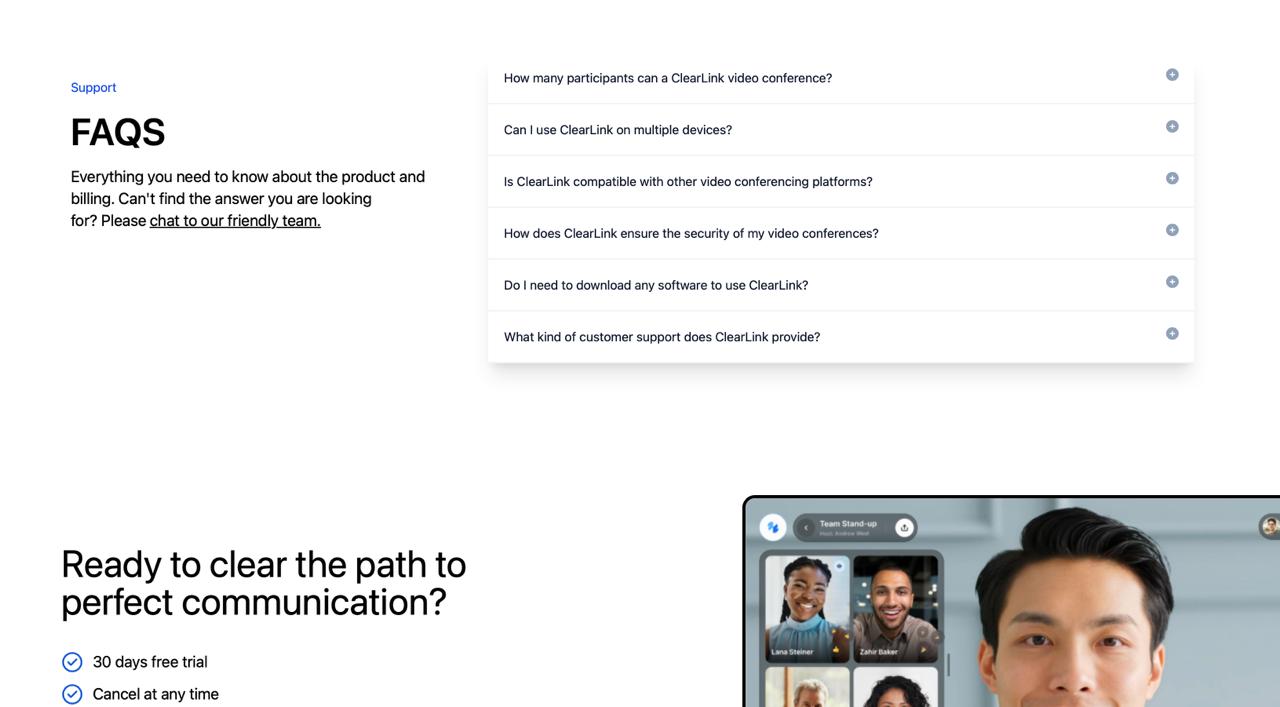 Support
FAQS
Everything you need to know about the product and
billing. Can't find the answer you are looking
for? Please chat to our friendly team.
How many participants can a ClearLink video conference?
Can I use ClearLink on multiple devices?
Is ClearLink compatible with other video conferencing platforms?
How does ClearLink ensure the security of my video conferences?
Do I need to download any software to use ClearLink?
What kind of customer support does ClearLink provide?
Ready to clear the path to
perfect communication?
30 days free trial
Cancel at any time
Team Stand-up
Host: Andrew West
Lana Steiner
Zahir Baker